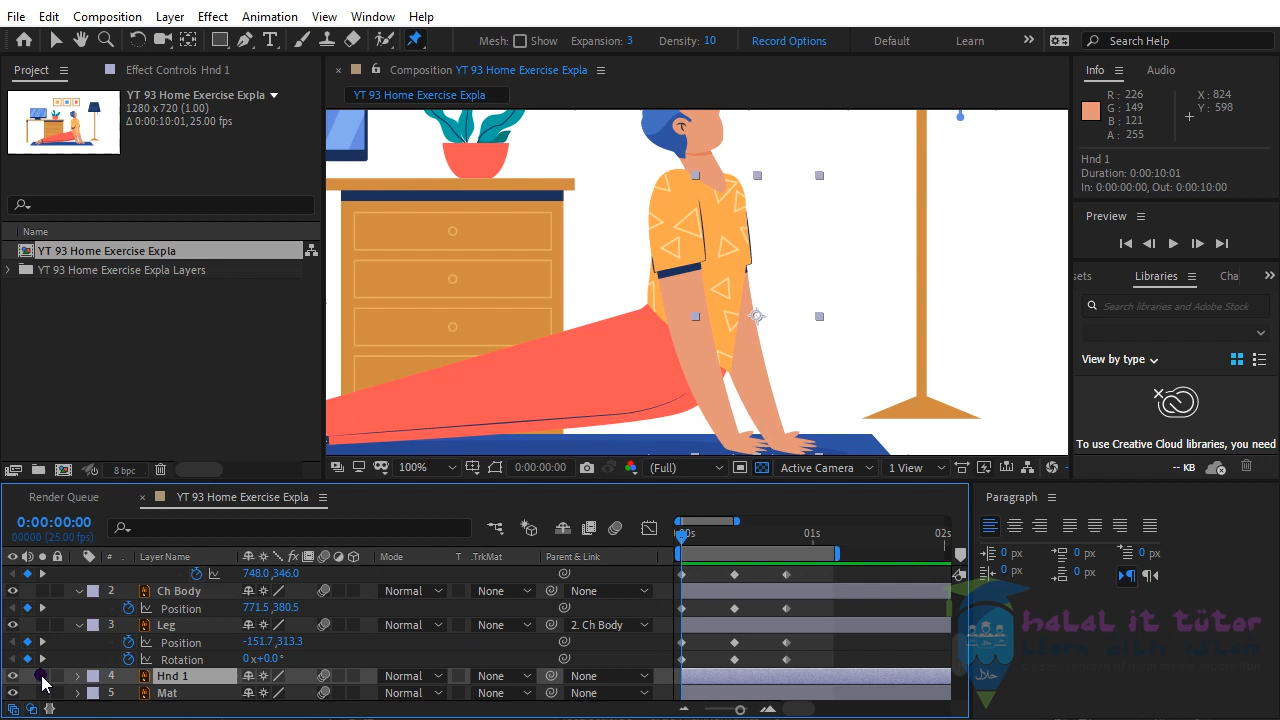 File Edit Composition Layer Effect Animation View Window Help
Mesh: Show Expansion: 3 Density: 10 Record Options Default Learn Search Help
Project Effect Controls Hnd 1 Composition YT 93 Home Exercise Expla Info Audio
YT 93 Home Exercise Expla
1280 x 720 (1.00)
Δ 0:00:10:01, 25.00 fps
YT 93 Home Exercise Expla
R: 226 X: 824
G: 149 Y: 598
B: 121
A: 255
Hnd 1
Duration: 0:00:10:01
In: 0:00:00:00, Out: 0:00:10:00
Preview
Name
YT 93 Home Exercise Expla
YT 93 Home Exercise Expla Layers
sets Libraries Cha
Search libraries and Adobe Stock
View by type
To use Creative Cloud libraries, you need
-- KB
8 bpc 100% 0:00:00:00 (Full) Active Camera 1 View
Render Queue YT 93 Home Exercise Expla Paragraph
0:00:00:00
00000 (25.00 fps)
:00s 01s 02s
# Layer Name Mode T .TrkMat Parent & Link
748.0,346.0
2 Ch Body Normal None None
Position 771.5,380.5
3 Leg Normal None 2. Ch Body
Position -151.7,313.3
Rotation 0x+0.0°
4 Hnd 1 Normal None None
5 Mat Normal None None
0 px 0 px 0 px
0 px 0 px
halal it tütor
حلال